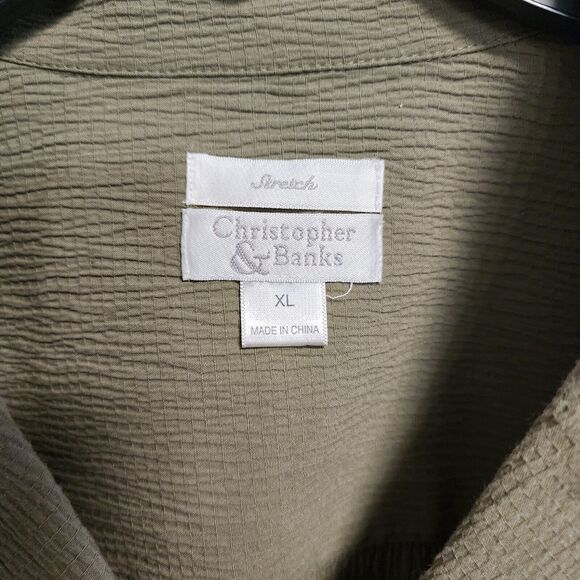 Stretch
Christopher
& Banks
XL
MADE IN CHINA